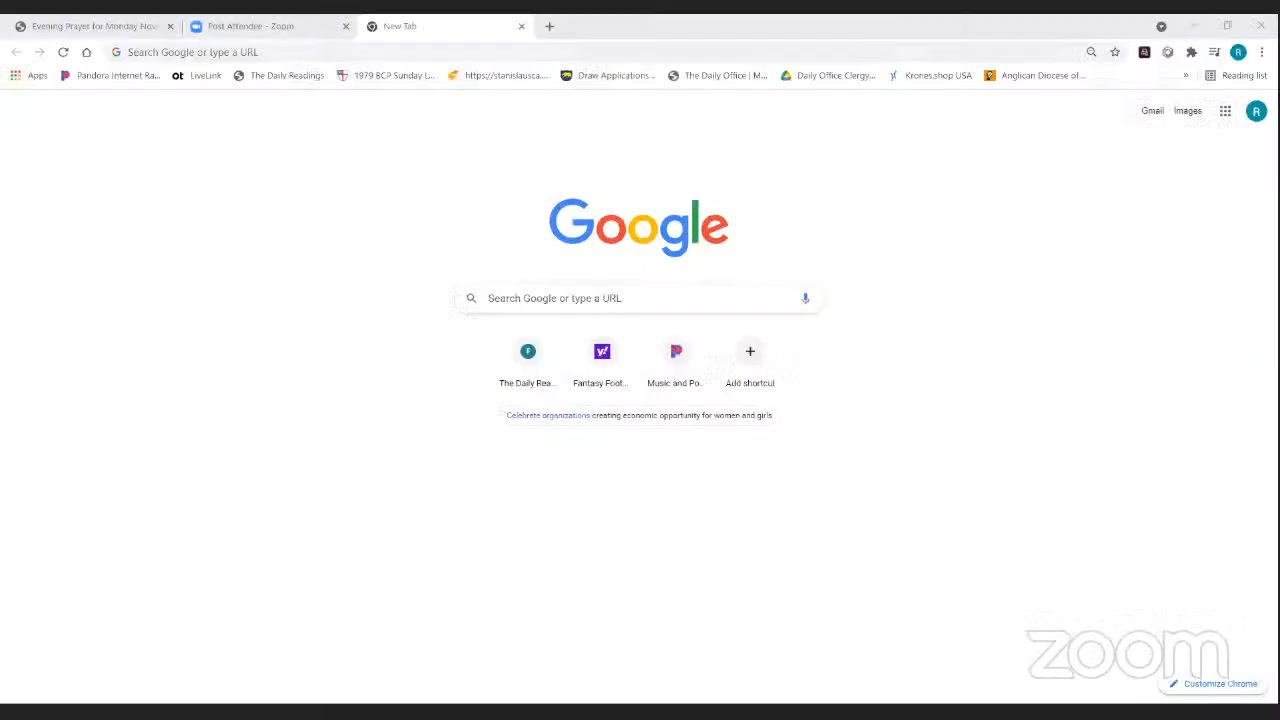 Evening Prayer for Monday Nov
Post Attendee - Zoom
New Tab
Search Google or type a URL
R
Apps
Pandora Internet Ra...
LiveLink
The Daily Readings
1979 BCP Sunday L...
https://stanislausca...
Draw Applications...
The Daily Office | M...
Daily Office Clergy...
Krones.shop USA
Anglican Diocese of...
»
Reading list
Gmail
Images
R
Google
Search Google or type a URL
The Daily Rea...
Fantasy Foot...
Music and Po...
Add shortcut
Celebrate organizations creating economic opportunity for women and girls
zoom
Customize Chrome